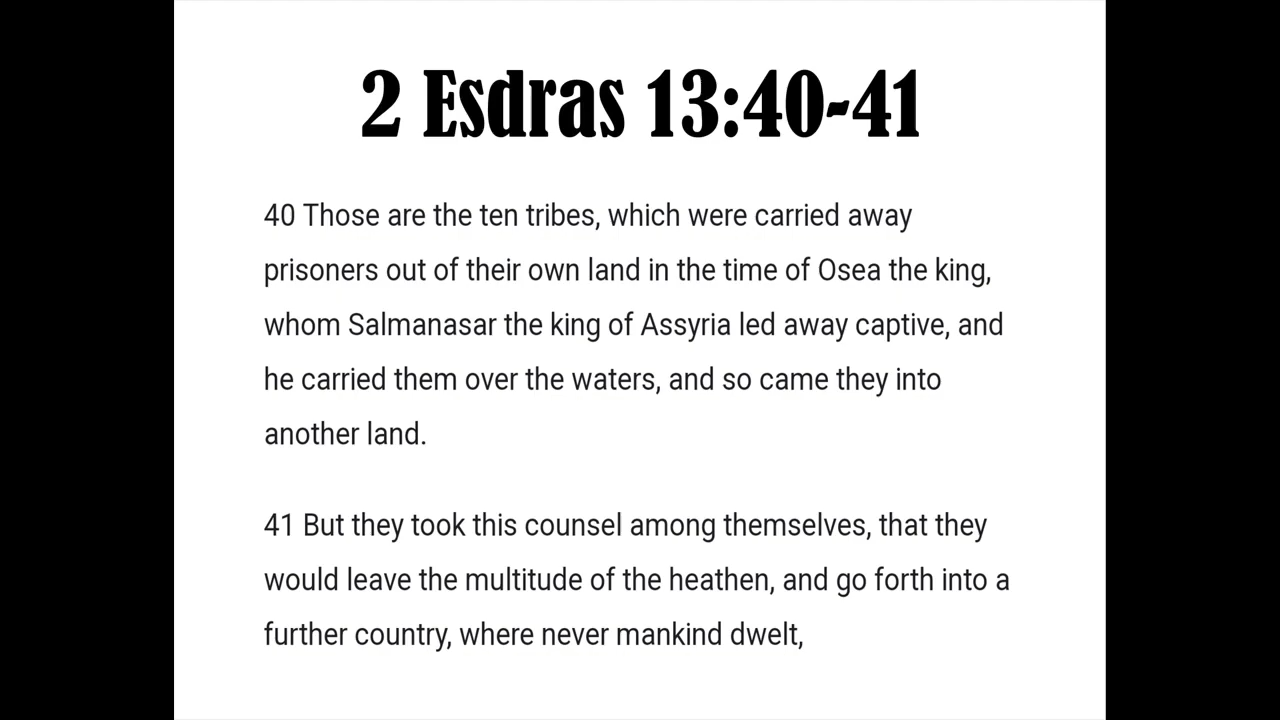 2 Esdras 13:40-41
40 Those are the ten tribes, which were carried away
prisoners out of their own land in the time of Osea the king,
whom Salmanasar the king of Assyria led away captive, and
he carried them over the waters, and so came they into
another land.
41 But they took this counsel among themselves, that they
would leave the multitude of the heathen, and go forth into a
further country, where never mankind dwelt,